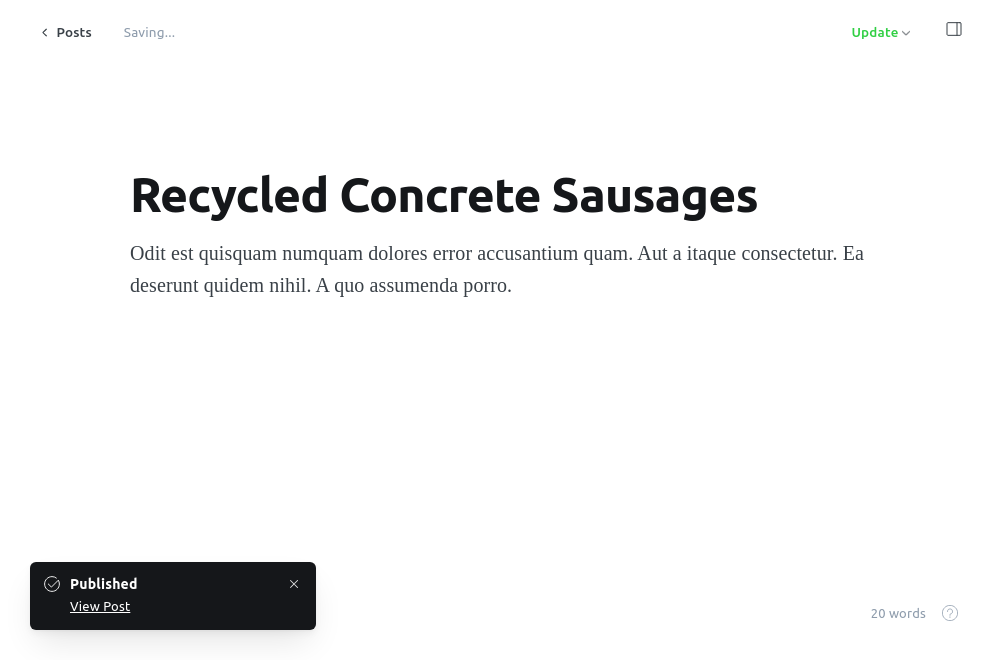 Posts
Saving...
Update
Recycled Concrete Sausages
Odit est quisquam numquam dolores error accusantium quam. Aut a itaque consectetur. Ea
deserunt quidem nihil. A quo assumenda porro.
Published
View Post
20 words
?